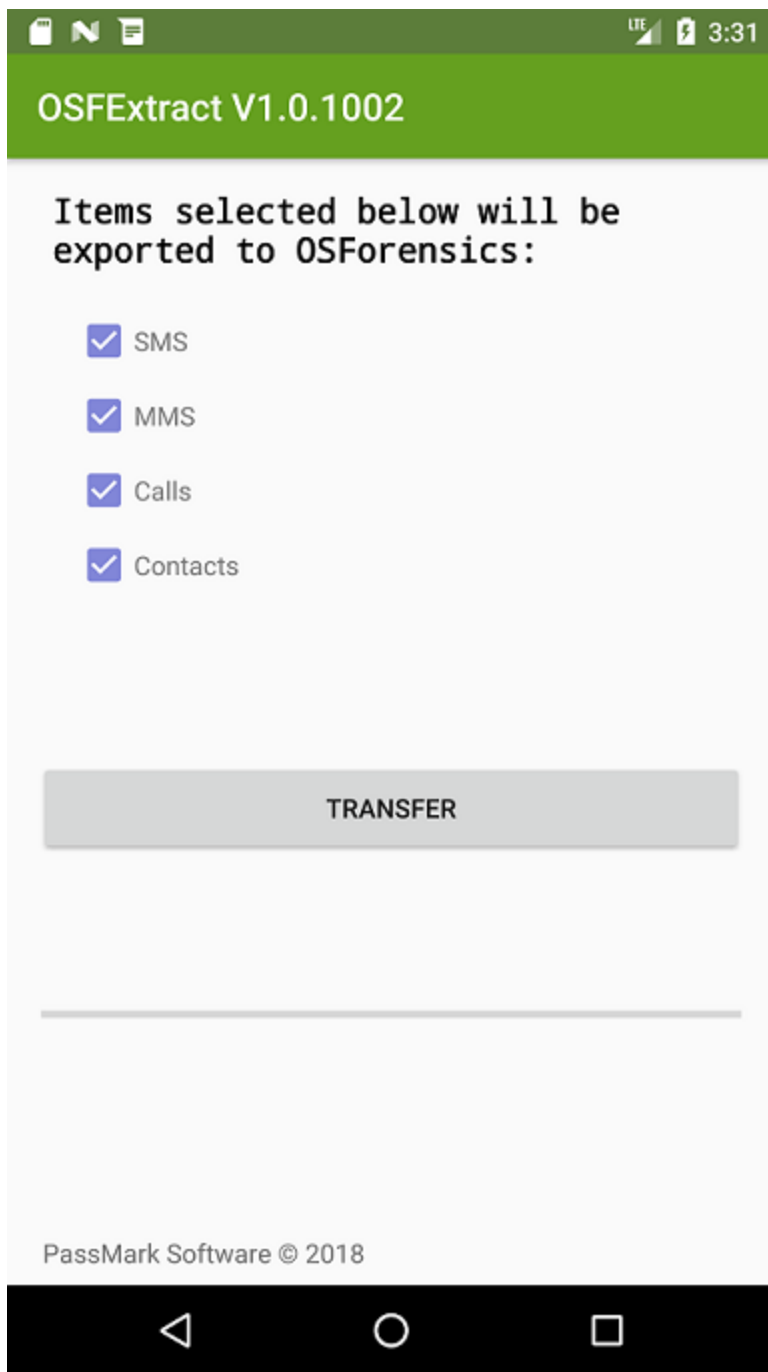 LTE 3:31
OSFExtract V1.0.1002
Items selected below will be
exported to OSForensics:
SMS
MMS
Calls
Contacts
TRANSFER
PassMark Software © 2018